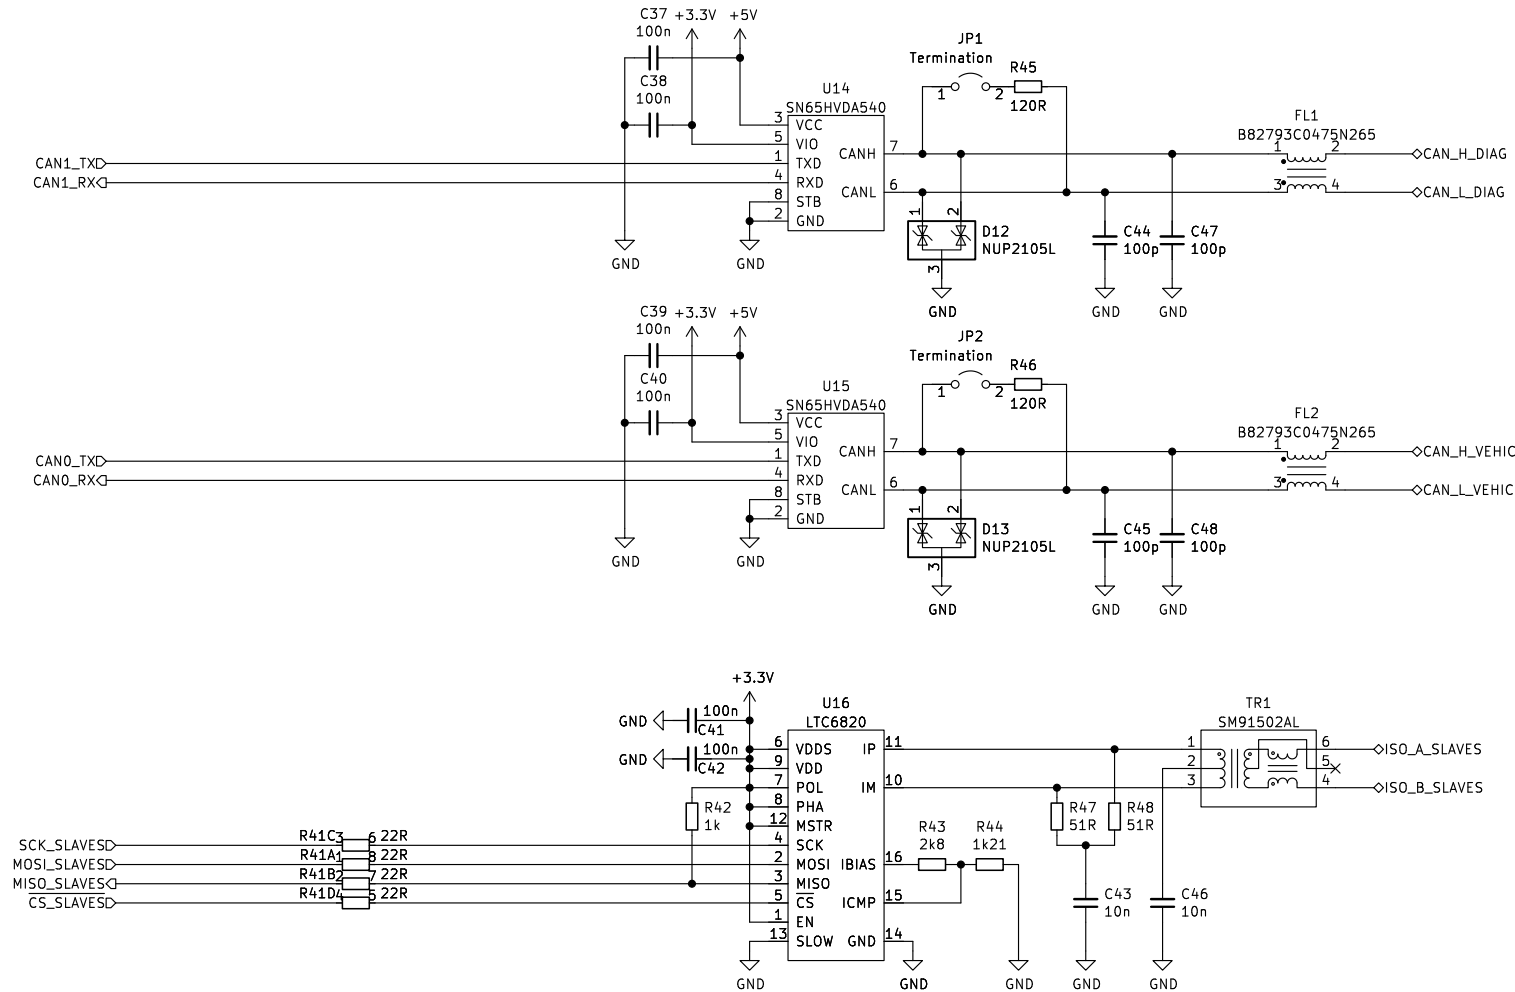 C37 +3.3V +5V
100n
C38
100n
JP1
Termination
1 2
R45
120R
U14
SN65HVDA540
3 VCC
5 VIO
1 TXD
4 RXD
8 STB
2 GND
CANH 7
CANL 6
CAN1_TX
CAN1_RX
GND
GND
1 2
D12
NUP2105L
3
GND
C44
100p
GND
C47
100p
GND
FL1
B82793C0475N265
1 2
3 4
CAN_H_DIAG
CAN_L_DIAG
C39 +3.3V +5V
100n
C40
100n
JP2
Termination
1 2
R46
120R
U15
SN65HVDA540
3 VCC
5 VIO
1 TXD
4 RXD
8 STB
2 GND
CANH 7
CANL 6
CAN0_TX
CAN0_RX
GND
GND
1 2
D13
NUP2105L
3
GND
C45
100p
GND
C48
100p
GND
FL2
B82793C0475N265
1 2
3 4
CAN_H_VEHIC
CAN_L_VEHIC
+3.3V
GND 100n
C41
GND 100n
C42
U16
LTC6820
6 VDDS
9 VDD
7 POL
8 PHA
12 MSTR
4 SCK
2 MOSI
3 MISO
5 CS
1 EN
13 SLOW
IP 11
IM 10
IBIAS 16
ICMP 15
GND 14
R42
1k
SCK_SLAVES
MOSI_SLAVES
MISO_SLAVES
CS_SLAVES
R41C 3 6 22R
R41A 1 8 22R
R41B 2 7 22R
R41D 4 5 22R
GND
GND
R43
2k8
R44
1k21
GND
R47
51R
R48
51R
C43
10n
GND
C46
10n
GND
TR1
SM91502AL
1 6
2 5
3 4
ISO_A_SLAVES
ISO_B_SLAVES